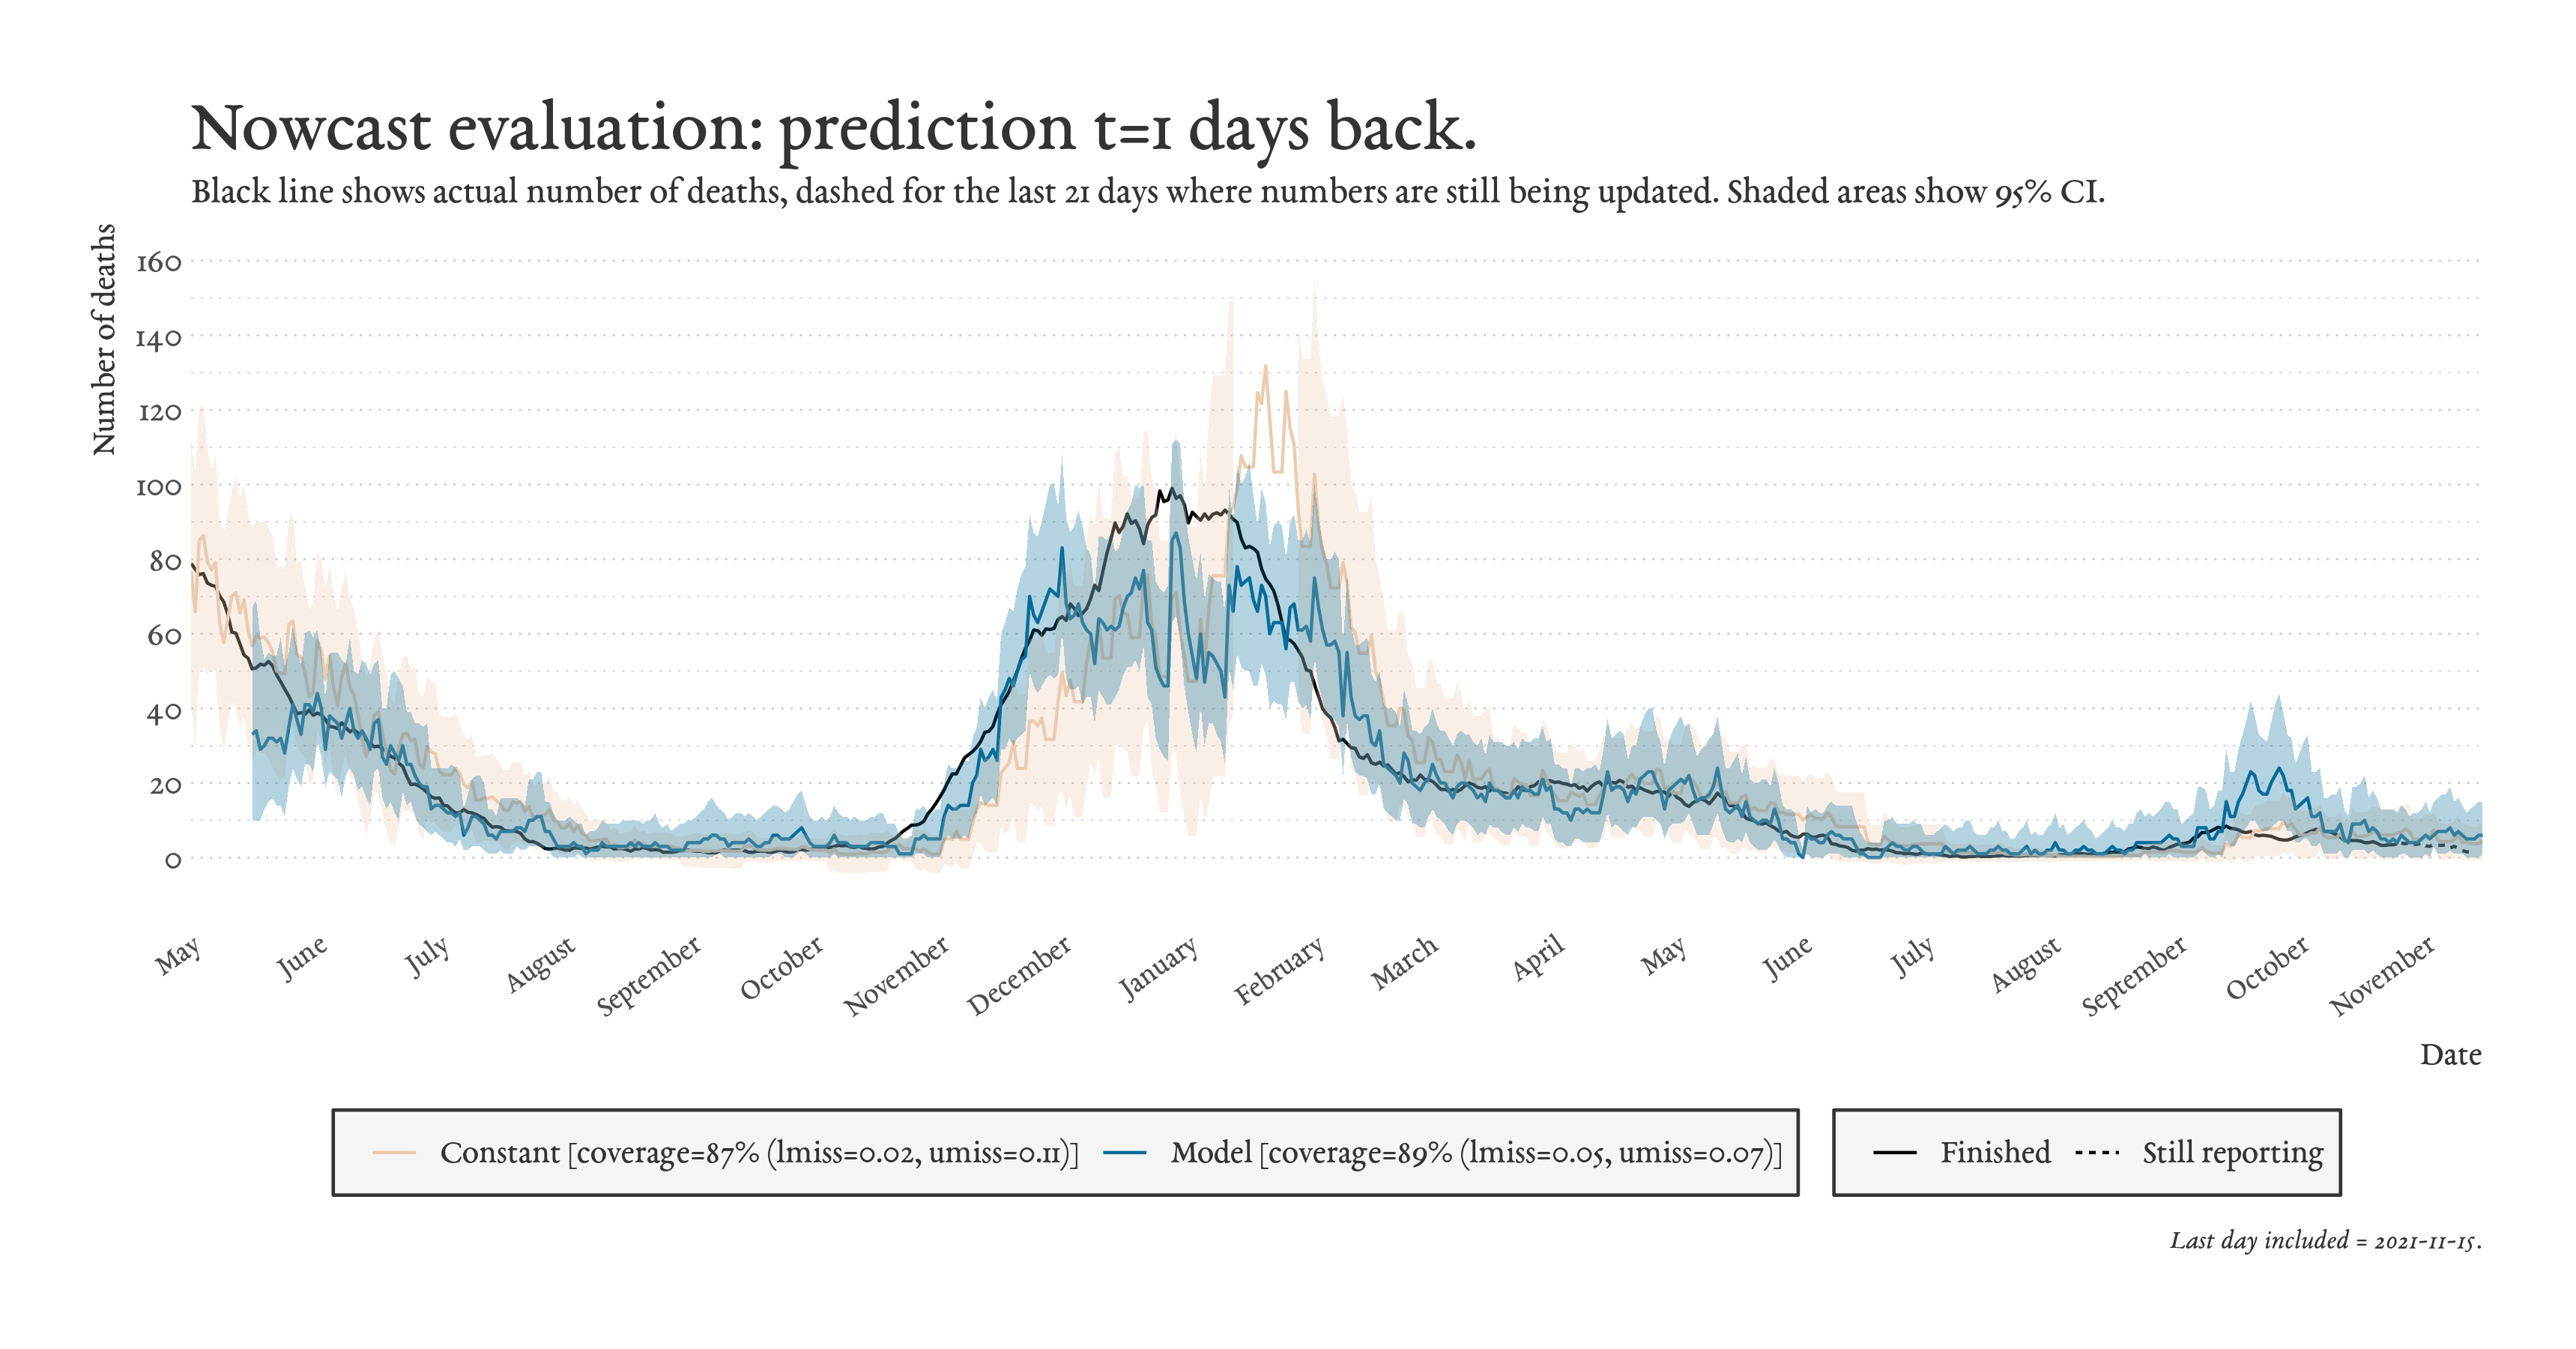 Nowcast evaluation: prediction t=1 days back.
Black line shows actual number of deaths, dashed for the last 21 days where numbers are still being updated. Shaded areas show 95% CI.
Number of deaths
160
140
120
100
80
60
40
20
0
May
June
July
August
September
October
November
December
January
February
March
April
May
June
July
August
September
October
November
Date
Constant [coverage=87% (lmiss=0.02, umiss=0.11)]
Model [coverage=89% (lmiss=0.05, umiss=0.07)]
Finished
Still reporting
Last day included = 2021-11-15.